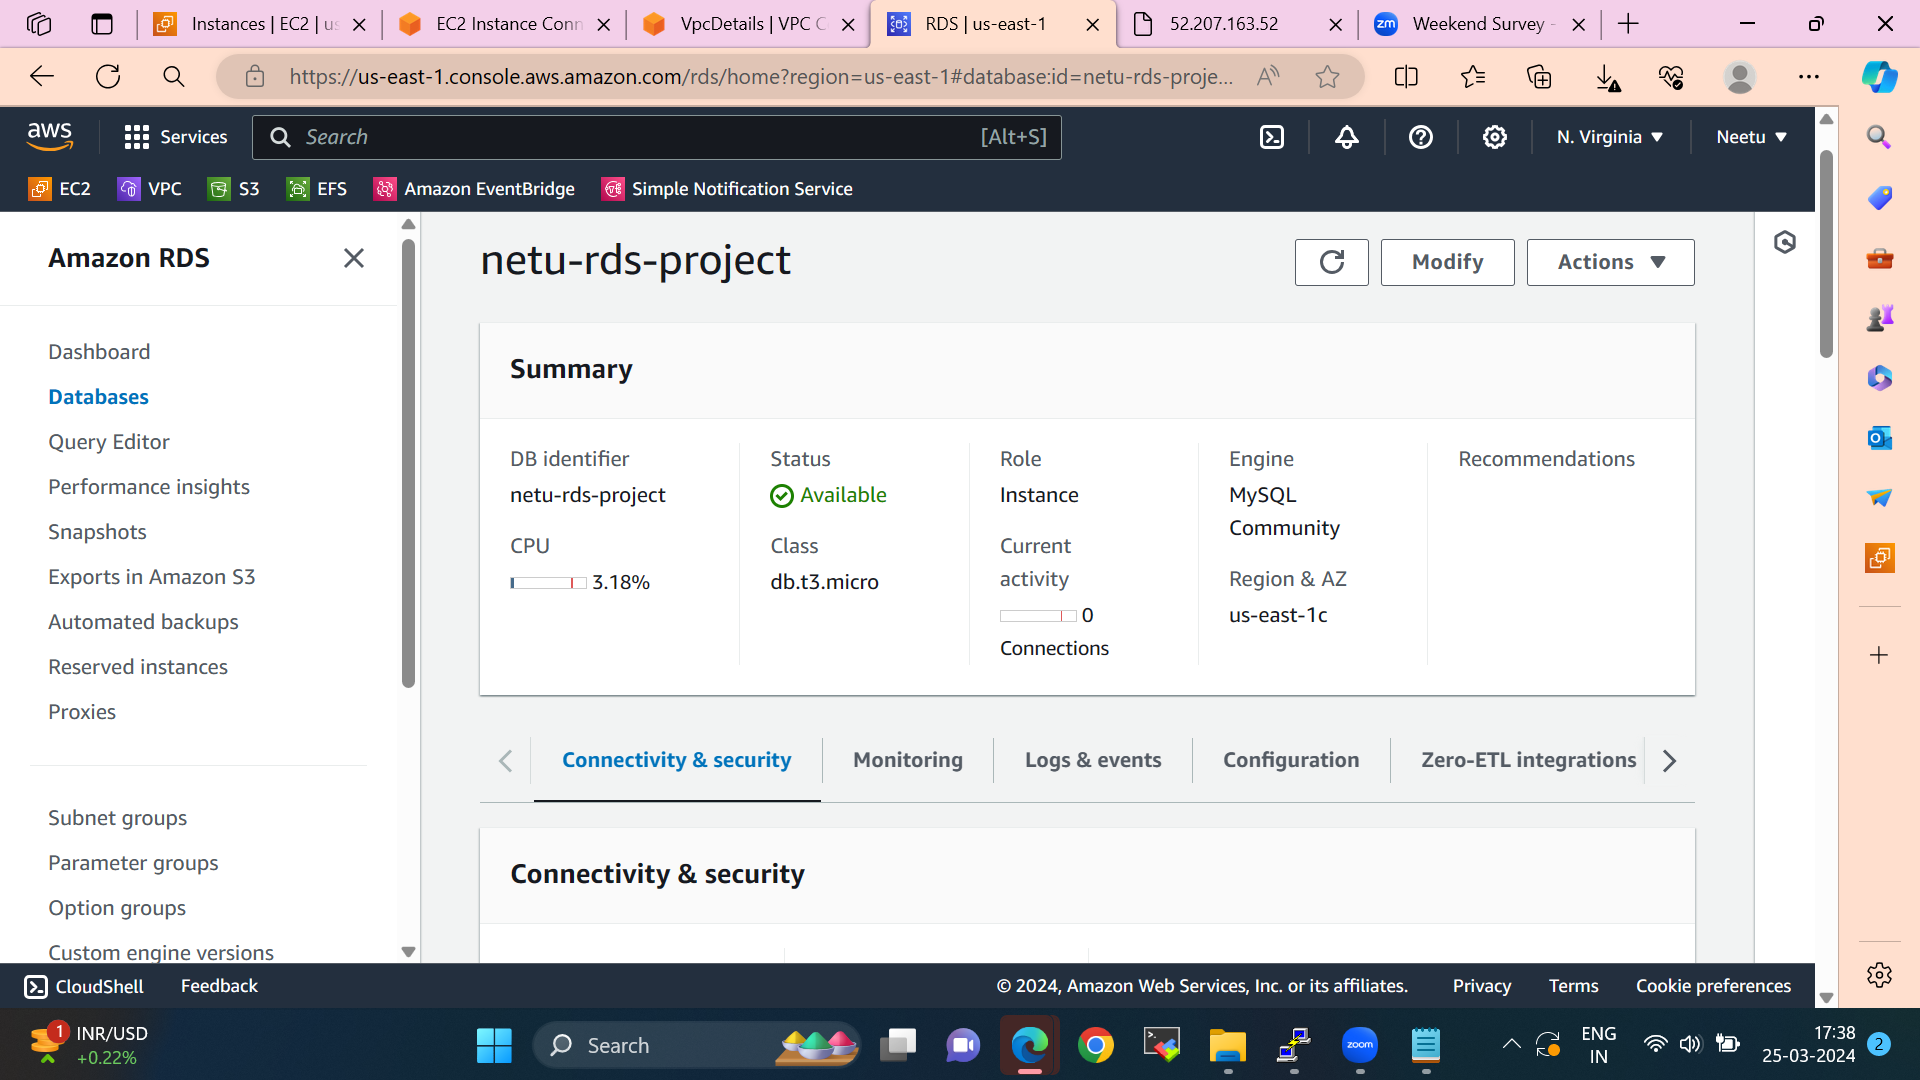 Instances | EC2 | us
EC2 Instance Conn
VpcDetails | VPC C
RDS | us-east-1
52.207.163.52
zm
Weekend Survey -
https://us-east-1.console.aws.amazon.com/rds/home?region=us-east-1#database:id=netu-rds-proje...
aws
Services
Search
[Alt+S]
N. Virginia
Neetu
EC2
VPC
S3
EFS
Amazon EventBridge
Simple Notification Service
Amazon RDS
Dashboard
Databases
Query Editor
Performance insights
Snapshots
Exports in Amazon S3
Automated backups
Reserved instances
Proxies
Subnet groups
Parameter groups
Option groups
Custom engine versions
netu-rds-project
Modify
Actions
Summary
DB identifier
netu-rds-project
CPU
3.18%
Status
Available
Class
db.t3.micro
Role
Instance
Current
activity
0
Connections
Engine
MySQL
Community
Region & AZ
us-east-1c
Recommendations
Connectivity & security
Monitoring
Logs & events
Configuration
Zero-ETL integrations
Connectivity & security
CloudShell
Feedback
© 2024, Amazon Web Services, Inc. or its affiliates.
Privacy
Terms
Cookie preferences
1
INR/USD
+0.22%
Search
zoom
ENG
IN
17:38
25-03-2024
2